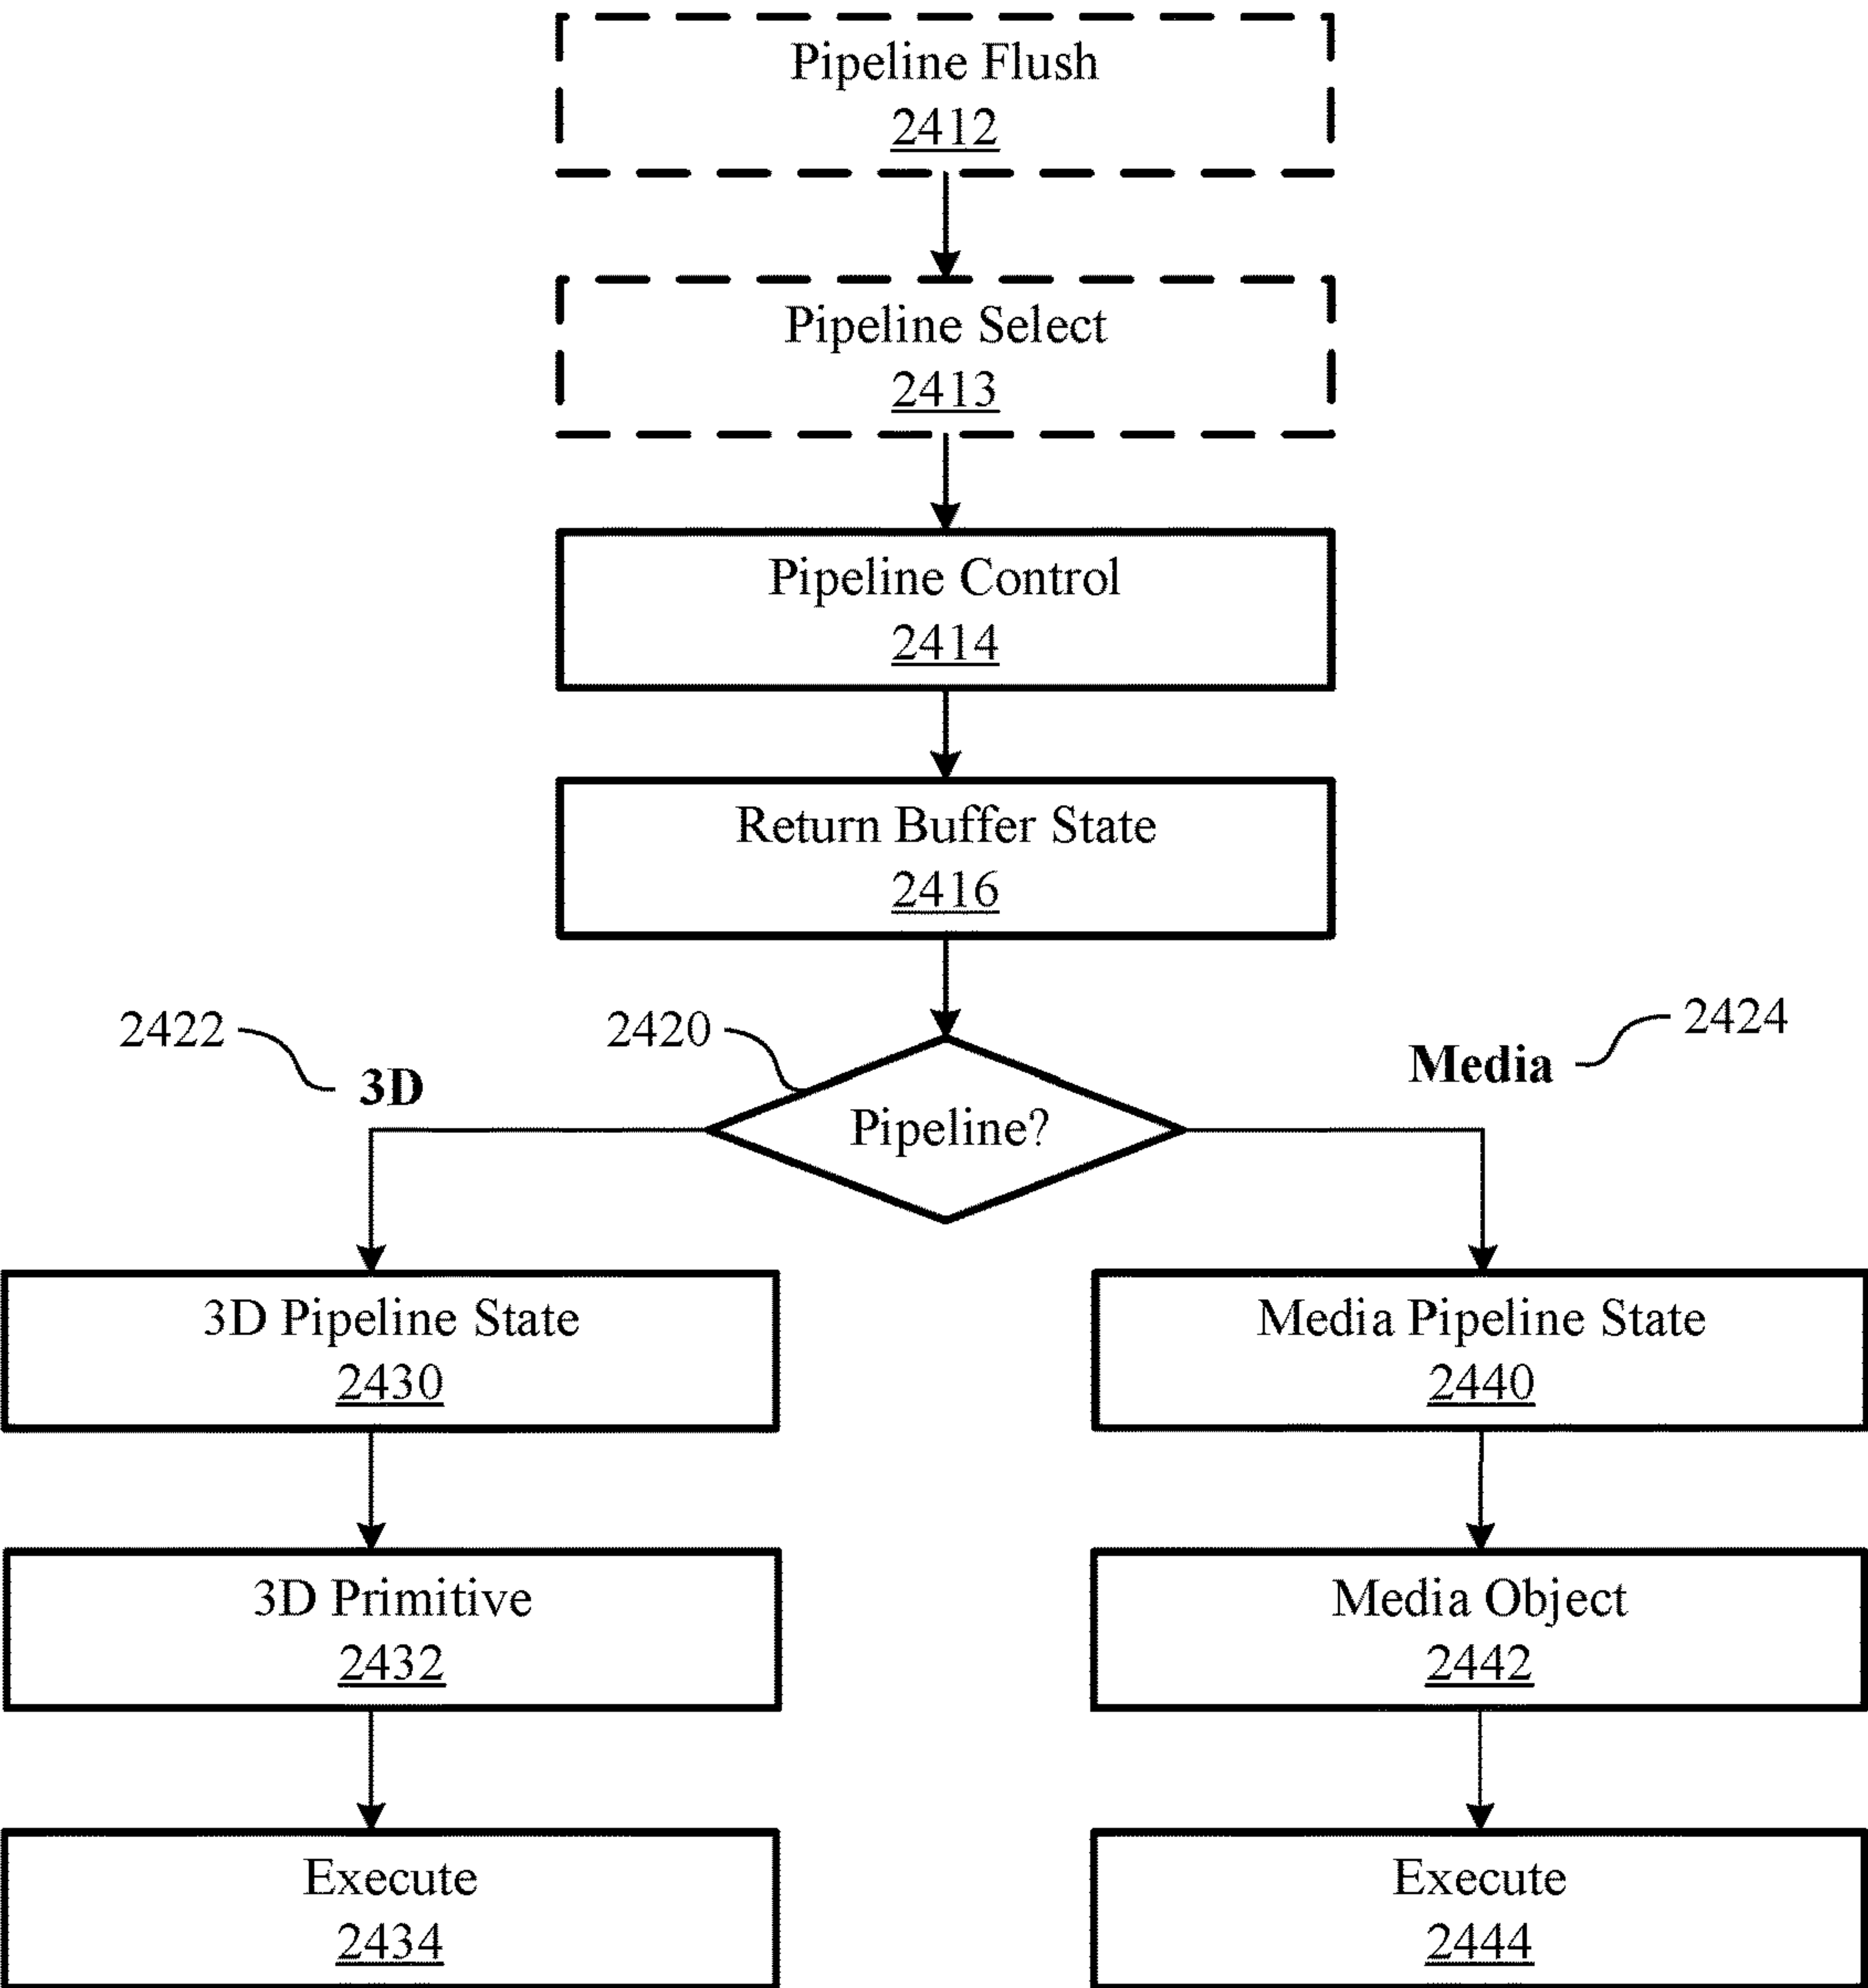 Pipeline Flush
2412
Pipeline Select
2413
Pipeline Control
2414
Return Buffer State
2416
2422
3D
2420
Pipeline?
Media
2424
3D Pipeline State
2430
Media Pipeline State
2440
3D Primitive
2432
Media Object
2442
Execute
2434
Execute
2444